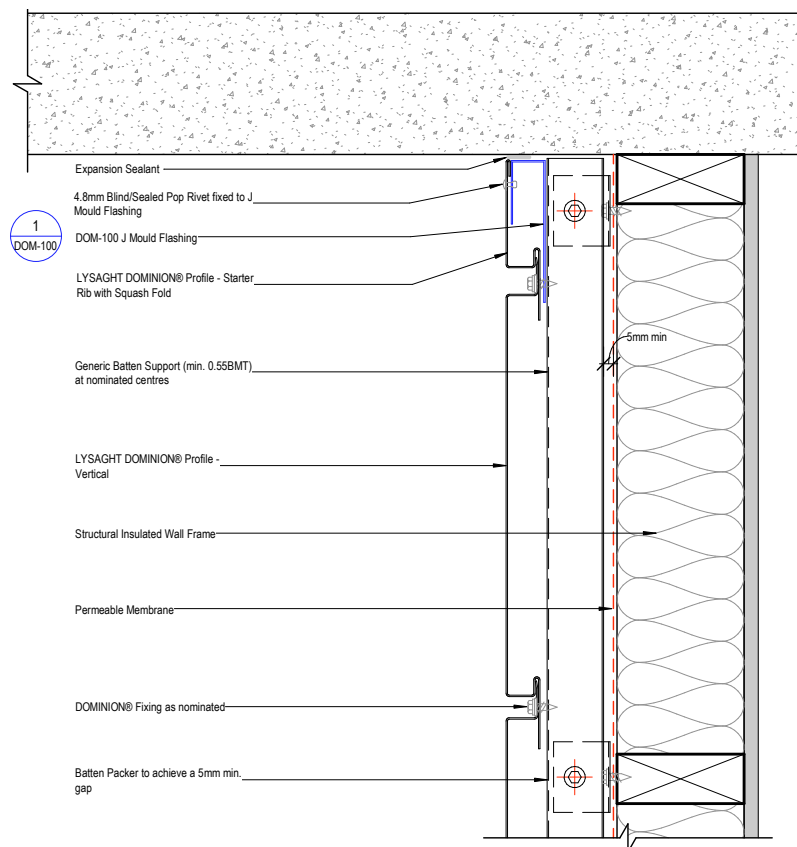 Expansion Sealant
4.8mm Blind/Sealed Pop Rivet fixed to J
Mould Flashing
1
DOM-100
DOM-100 J Mould Flashing
LYSAGHT DOMINION® Profile - Starter
Rib with Squash Fold
5mm min
Generic Batten Support (min. 0.55BMT)
at nominated centres
LYSAGHT DOMINION® Profile -
Vertical
Structural Insulated Wall Frame
Permeable Membrane
DOMINION® Fixing as nominated
Batten Packer to achieve a 5mm min.
gap